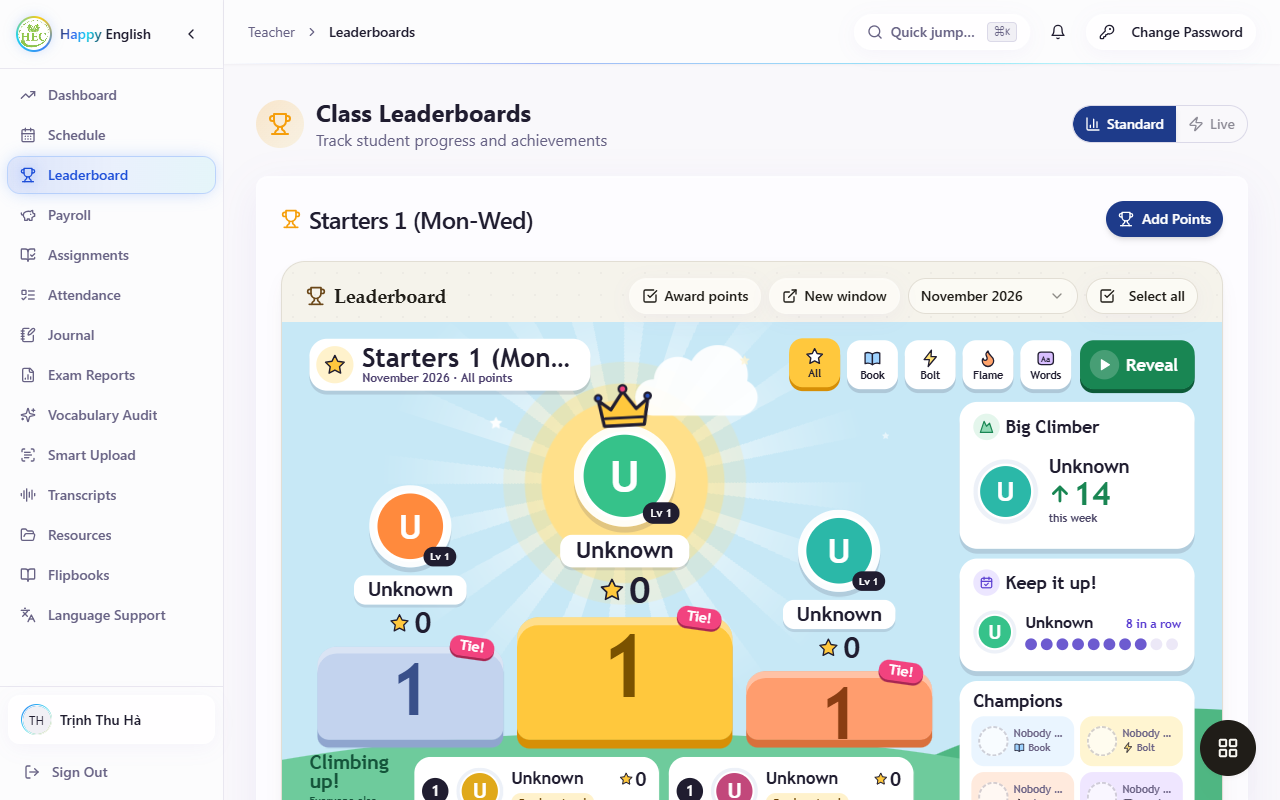 HEC
Happy English
Teacher
Leaderboards
Quick jump...
⌘K
Change Password
Dashboard
Schedule
Leaderboard
Payroll
Assignments
Attendance
Journal
Exam Reports
Vocabulary Audit
Smart Upload
Transcripts
Resources
Flipbooks
Language Support
TH
Trịnh Thu Hà
Sign Out
Class Leaderboards
Track student progress and achievements
Standard
Live
Starters 1 (Mon-Wed)
Add Points
Leaderboard
Award points
New window
November 2026
Select all
Starters 1 (Mon...
November 2026 · All points
All
Book
Bolt
Flame
Aa
Words
Reveal
U
Lv 1
Unknown
0
Tie!
1
U
Lv 1
Unknown
0
Tie!
1
U
Lv 1
Unknown
0
Tie!
1
Big Climber
U
Unknown
14
this week
Keep it up!
U
Unknown
8 in a row
Champions
Nobody ...
Book
Nobody ...
Bolt
Nobody ...
Nobody ...
Climbing
up!
1
U
Unknown
0
1
U
Unknown
0